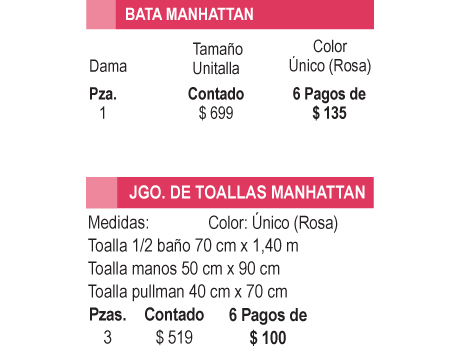 BATA MANHATTAN
Dama Tamaño Unitalla Color Único (Rosa)
Pza. Contado 6 Pagos de
1 $ 699 $ 135
JGO. DE TOALLAS MANHATTAN
Medidas: Color: Único (Rosa)
Toalla 1/2 baño 70 cm x 1,40 m
Toalla manos 50 cm x 90 cm
Toalla pullman 40 cm x 70 cm
Pzas. Contado 6 Pagos de
3 $ 519 $ 100